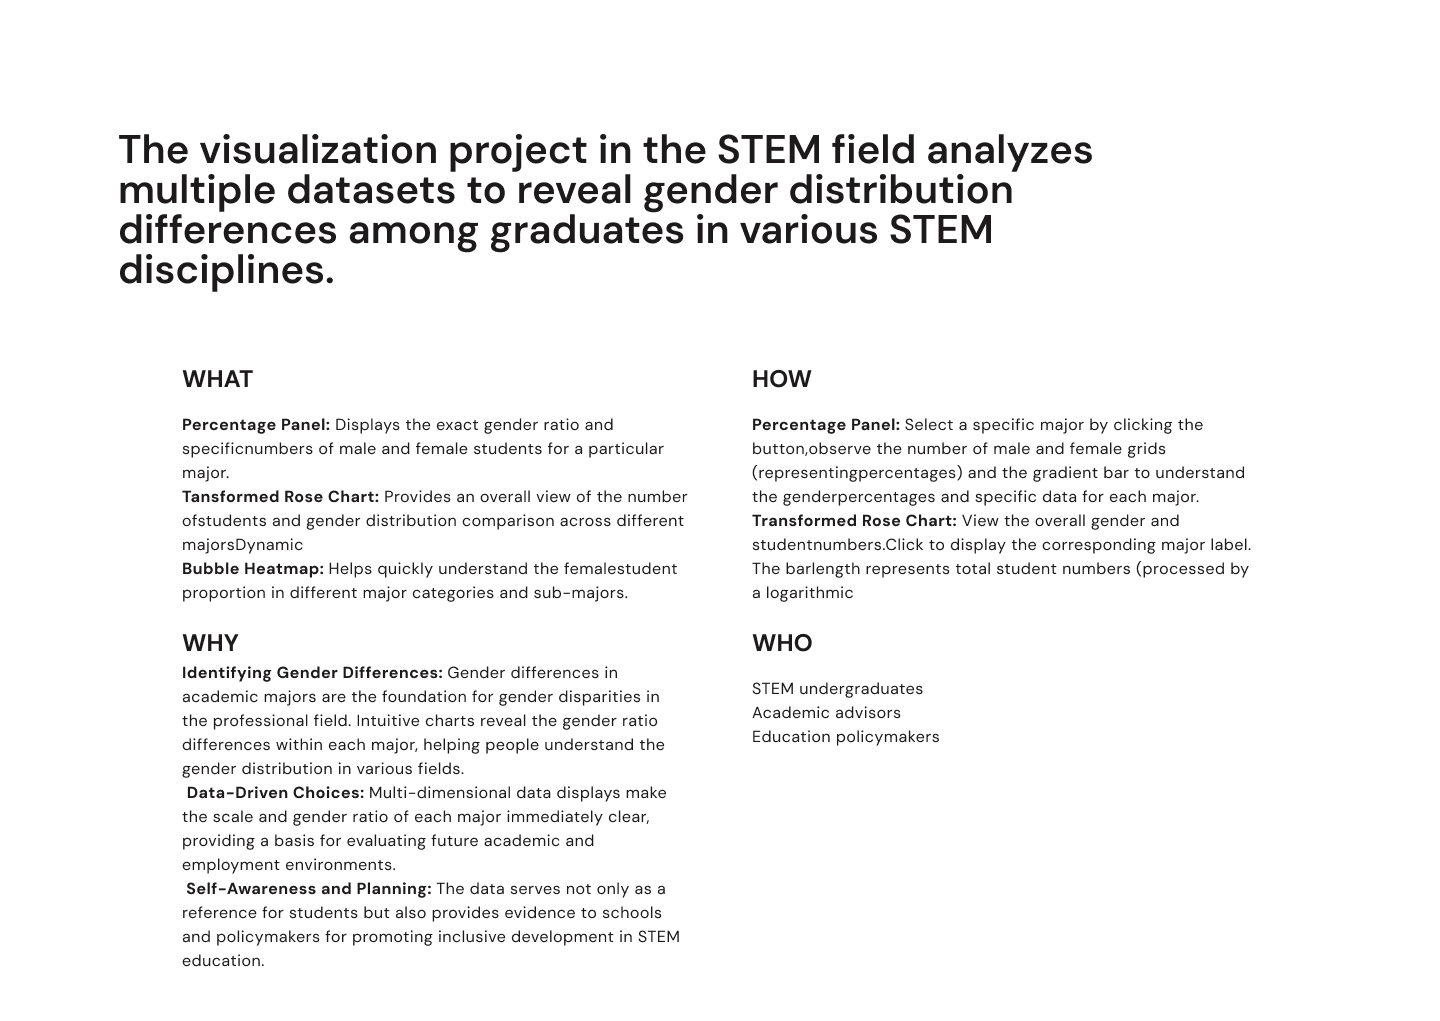 The visualization project in the STEM field analyzes
multiple datasets to reveal gender distribution
differences among graduates in various STEM
disciplines.
WHAT
Percentage Panel: Displays the exact gender ratio and
specificnumbers of male and female students for a particular
major.
Tansformed Rose Chart: Provides an overall view of the number
ofstudents and gender distribution comparison across different
majorsDynamic
Bubble Heatmap: Helps quickly understand the femalestudent
proportion in different major categories and sub-majors.
WHY
Identifying Gender Differences: Gender differences in
academic majors are the foundation for gender disparities in
the professional field. Intuitive charts reveal the gender ratio
differences within each major, helping people understand the
gender distribution in various fields.
Data-Driven Choices: Multi-dimensional data displays make
the scale and gender ratio of each major immediately clear,
providing a basis for evaluating future academic and
employment environments.
Self-Awareness and Planning: The data serves not only as a
reference for students but also provides evidence to schools
and policymakers for promoting inclusive development in STEM
education.
HOW
Percentage Panel: Select a specific major by clicking the
button,observe the number of male and female grids
(representingpercentages) and the gradient bar to understand
the genderpercentages and specific data for each major.
Transformed Rose Chart: View the overall gender and
studentnumbers.Click to display the corresponding major label.
The barlength represents total student numbers (processed by
a logarithmic
WHO
STEM undergraduates
Academic advisors
Education policymakers